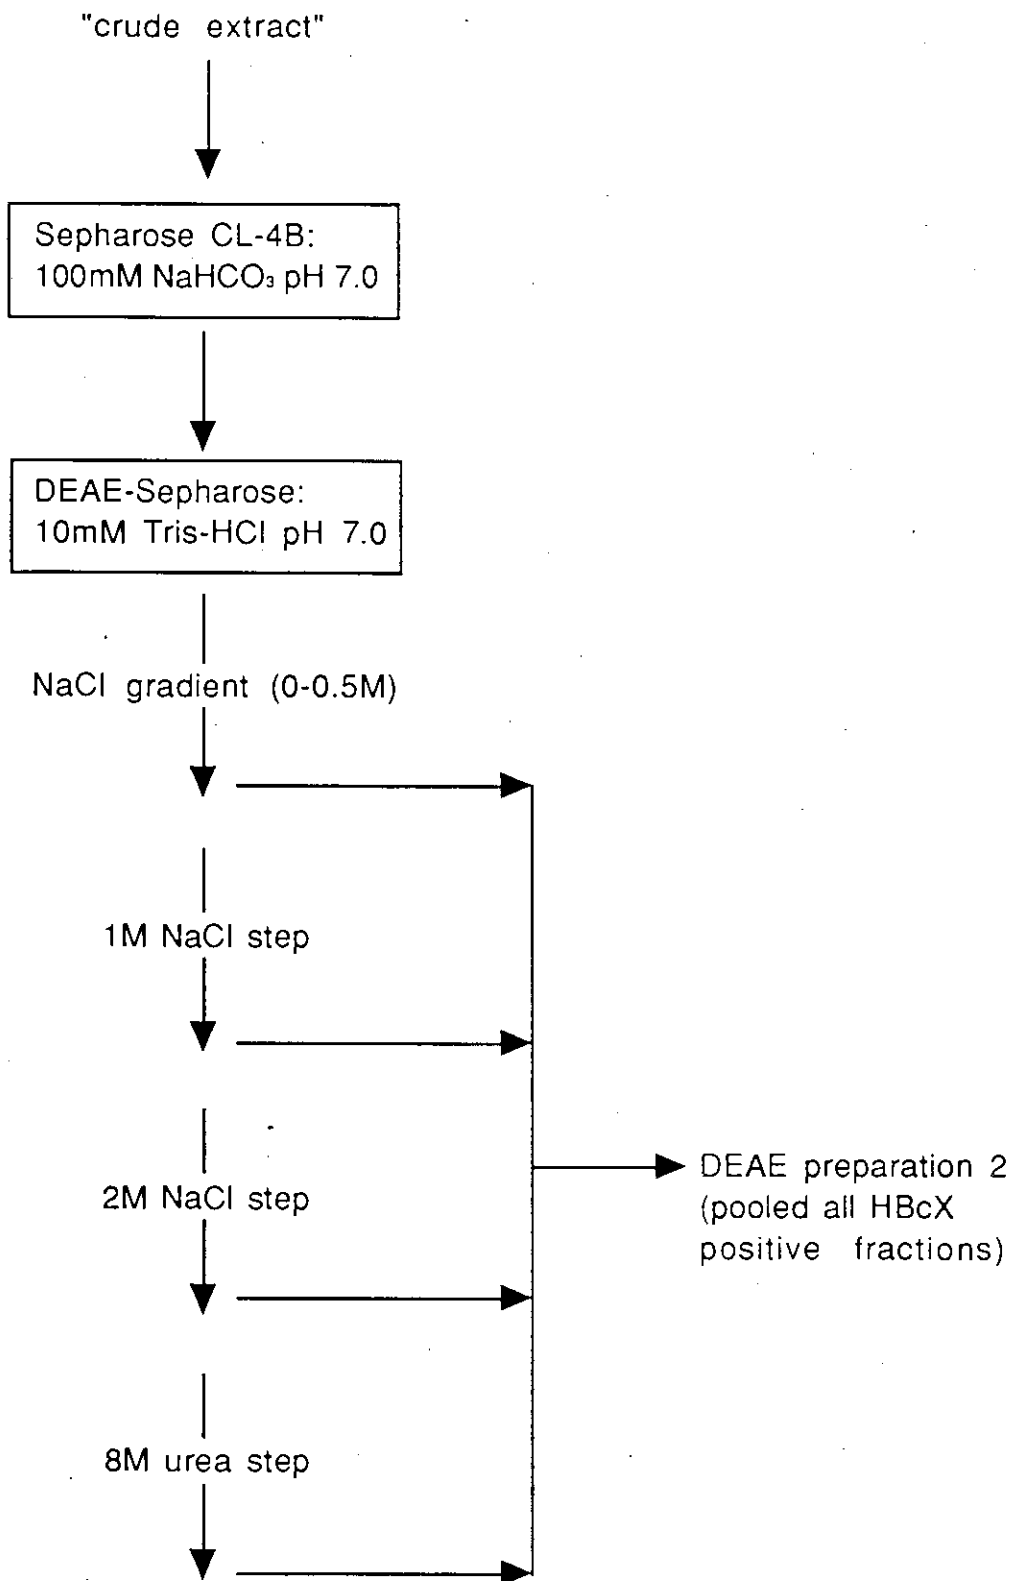 "crude extract"
Sepharose CL-4B:
100mM NaHCO₃ pH 7.0
DEAE-Sepharose:
10mM Tris-HCl pH 7.0
NaCl gradient (0-0.5M)
1M NaCl step
2M NaCl step
DEAE preparation 2
(pooled all HBcX
positive fractions)
8M urea step